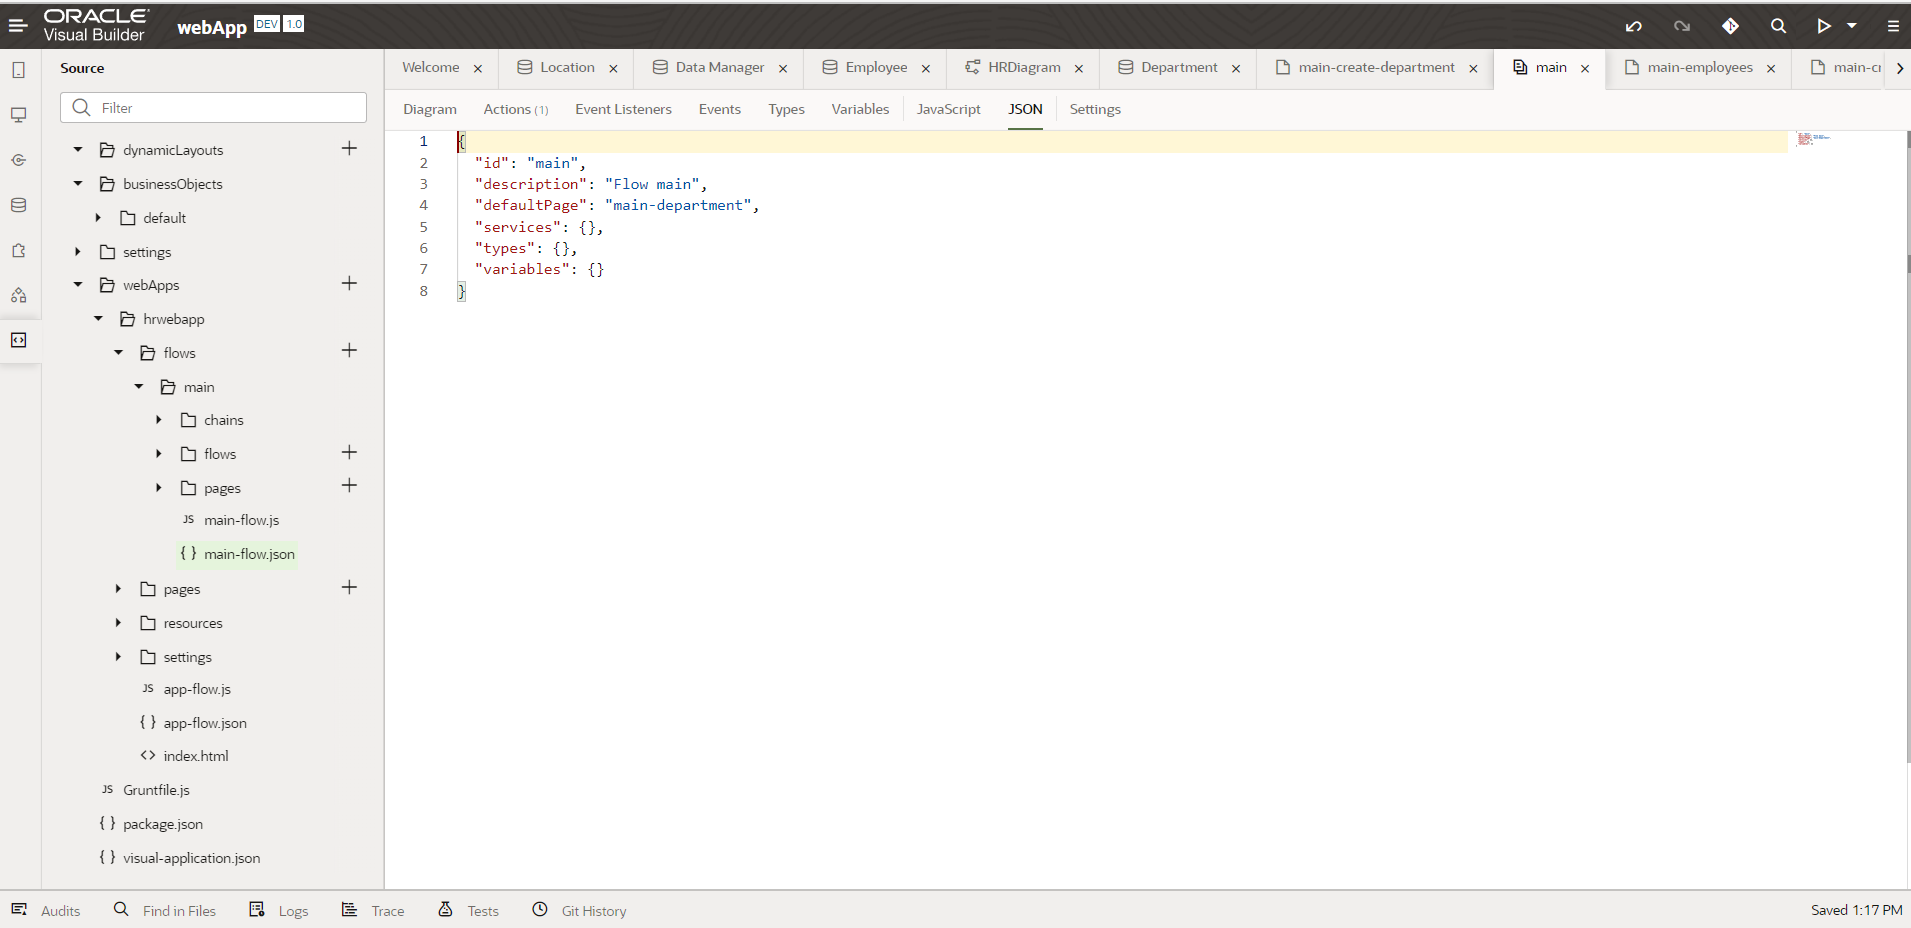 ORACLE
Visual Builder
webApp DEV 1.0
Source
Filter
dynamicLayouts
businessObjects
default
settings
webApps
hrwebapp
flows
main
chains
flows
pages
JS main-flow.js
{ } main-flow.json
pages
resources
settings
JS app-flow.js
{ } app-flow.json
<> index.html
JS Gruntfile.js
{ } package.json
{ } visual-application.json
Welcome Location Data Manager Employee HRDiagram Department main-create-department main main-employees main-cr
Diagram Actions (1) Event Listeners Events Types Variables JavaScript JSON Settings
1 {
2 "id": "main",
3 "description": "Flow main",
4 "defaultPage": "main-department",
5 "services": {},
6 "types": {},
7 "variables": {}
8 }
Audits Find in Files Logs Trace Tests Git History Saved 1:17 PM